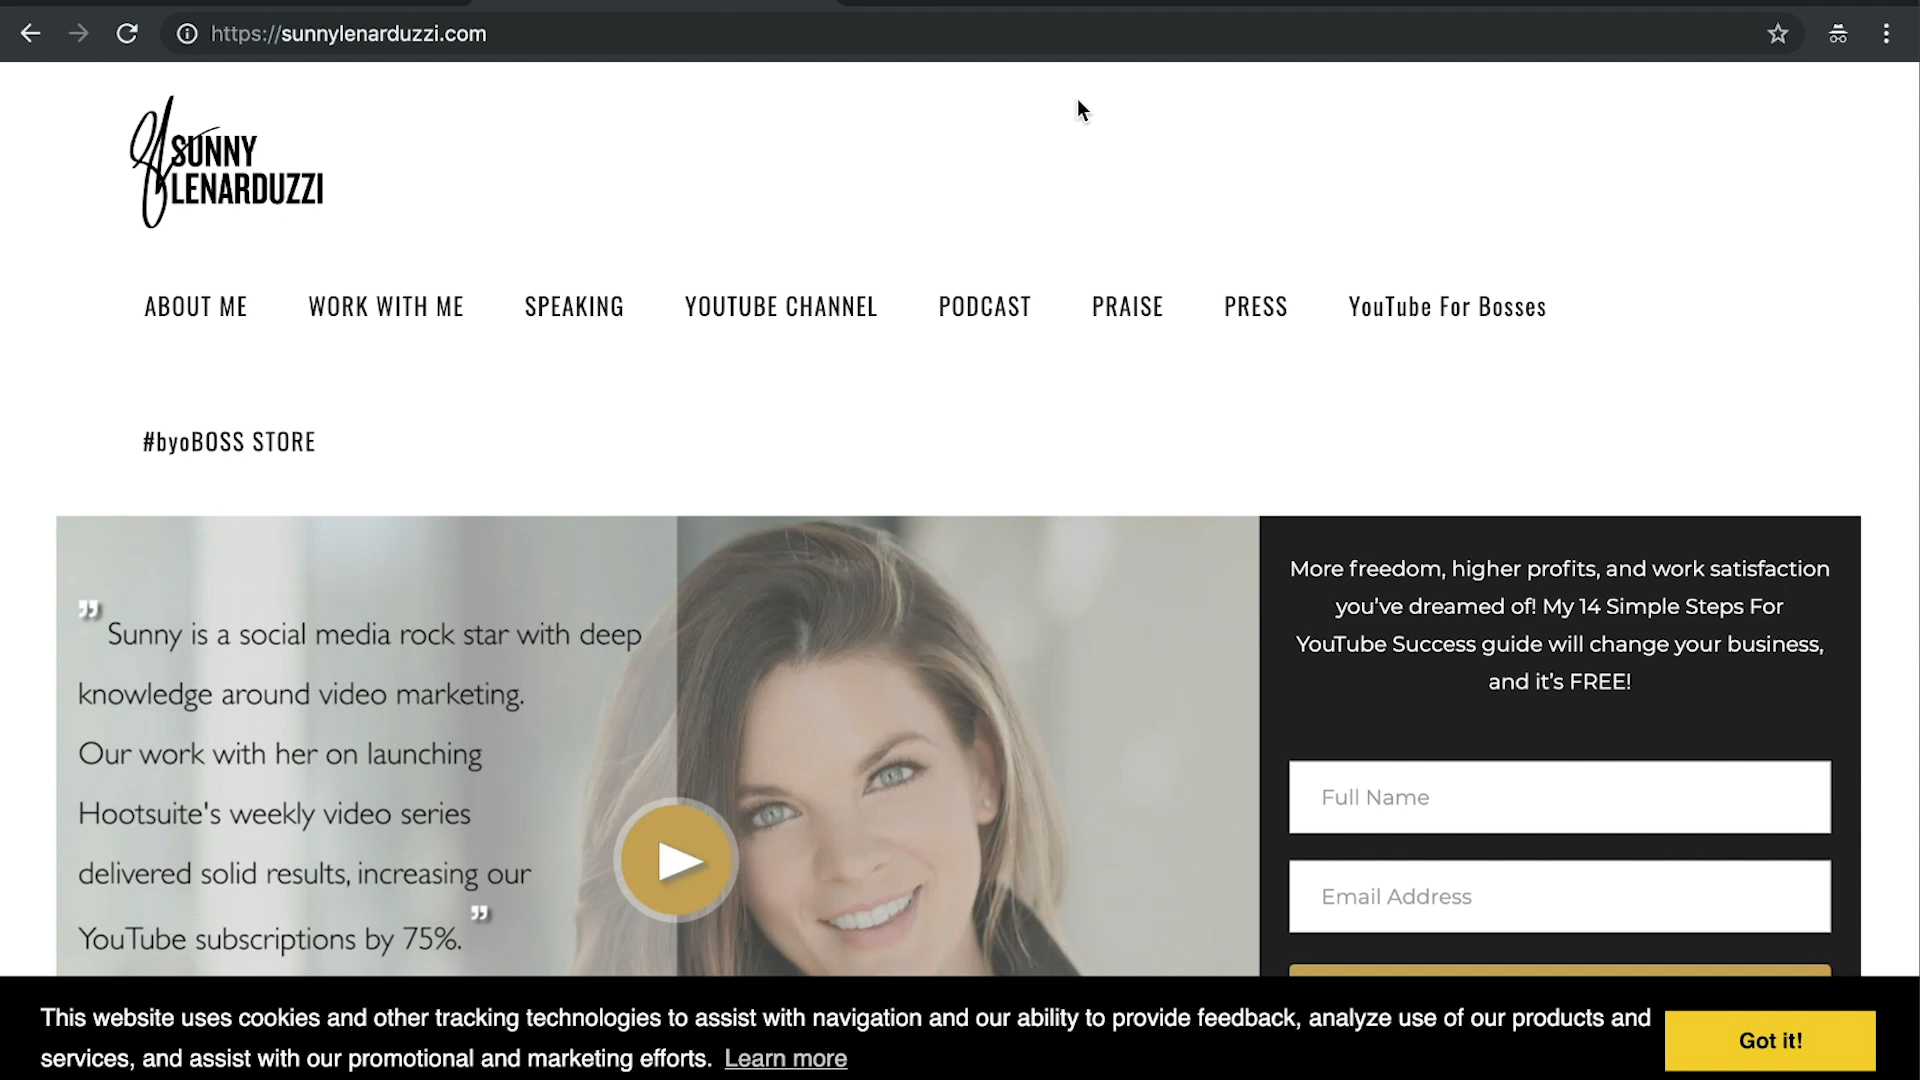 https://sunnylenarduzzi.com
SUNNY
LENARDUZZI
ABOUT ME WORK WITH ME SPEAKING YOUTUBE CHANNEL PODCAST PRAISE PRESS YouTube For Bosses
#byoBOSS STORE
” Sunny is a social media rock star with deep
knowledge around video marketing.
Our work with her on launching
Hootsuite's weekly video series
delivered solid results, increasing our
YouTube subscriptions by 75%. ”
More freedom, higher profits, and work satisfaction
you’ve dreamed of! My 14 Simple Steps For
YouTube Success guide will change your business,
and it’s FREE!
Full Name
Email Address
This website uses cookies and other tracking technologies to assist with navigation and our ability to provide feedback, analyze use of our products and
services, and assist with our promotional and marketing efforts. Learn more
Got it!